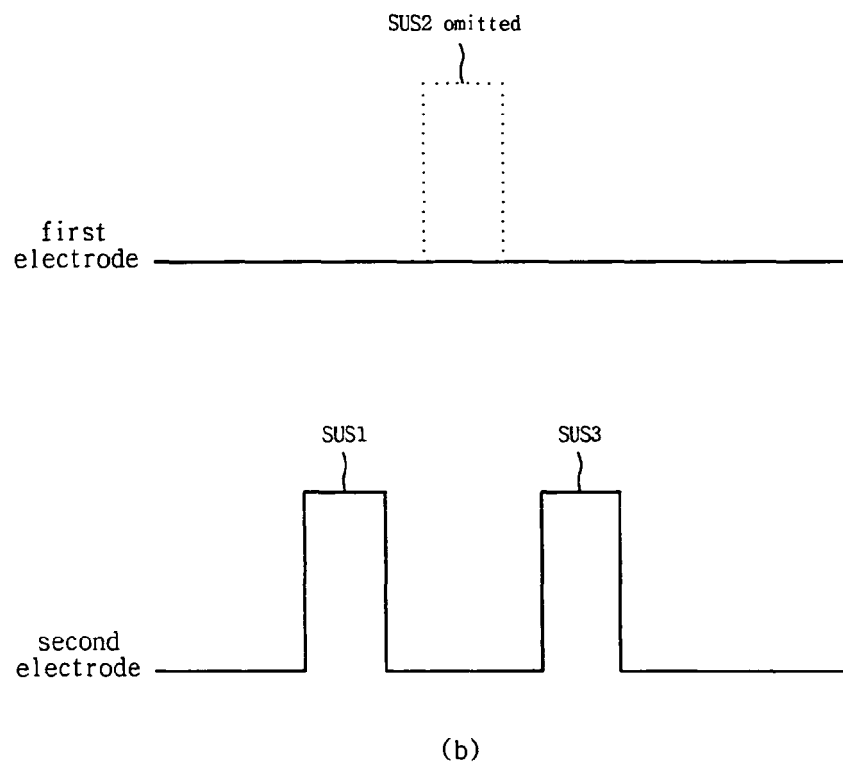 SUS2 omitted
first
electrode
SUS1
SUS3
second
electrode
(b)